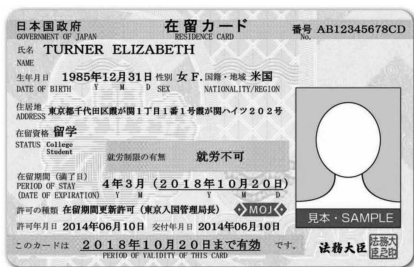 日本国政府 在留カード 番号 AB12345678CD
GOVERNMENT OF JAPAN RESIDENCE CARD No.
氏名 TURNER ELIZABETH
NAME
生年月日 1985年12月31日 性別 女 F. 国籍・地域 米国
DATE OF BIRTH Y M D SEX NATIONALITY/REGION
住居地 東京都千代田区霞が関1丁目1番1号霞が関ハイツ202号
ADDRESS
在留資格 留学
STATUS College Student
就労制限の有無 就労不可
在留期間(満了日) 4年3月(2018年10月20日)
PERIOD OF STAY (DATE OF EXPIRATION) Y M Y M D
許可の種類 在留期間更新許可(東京入国管理局長) MOJ
見本・SAMPLE
許可年月日 2014年06月10日 交付年月日 2014年06月10日
このカードは 2018年10月20日まで有効 です。
PERIOD OF VALIDITY OF THIS CARD
法務大臣